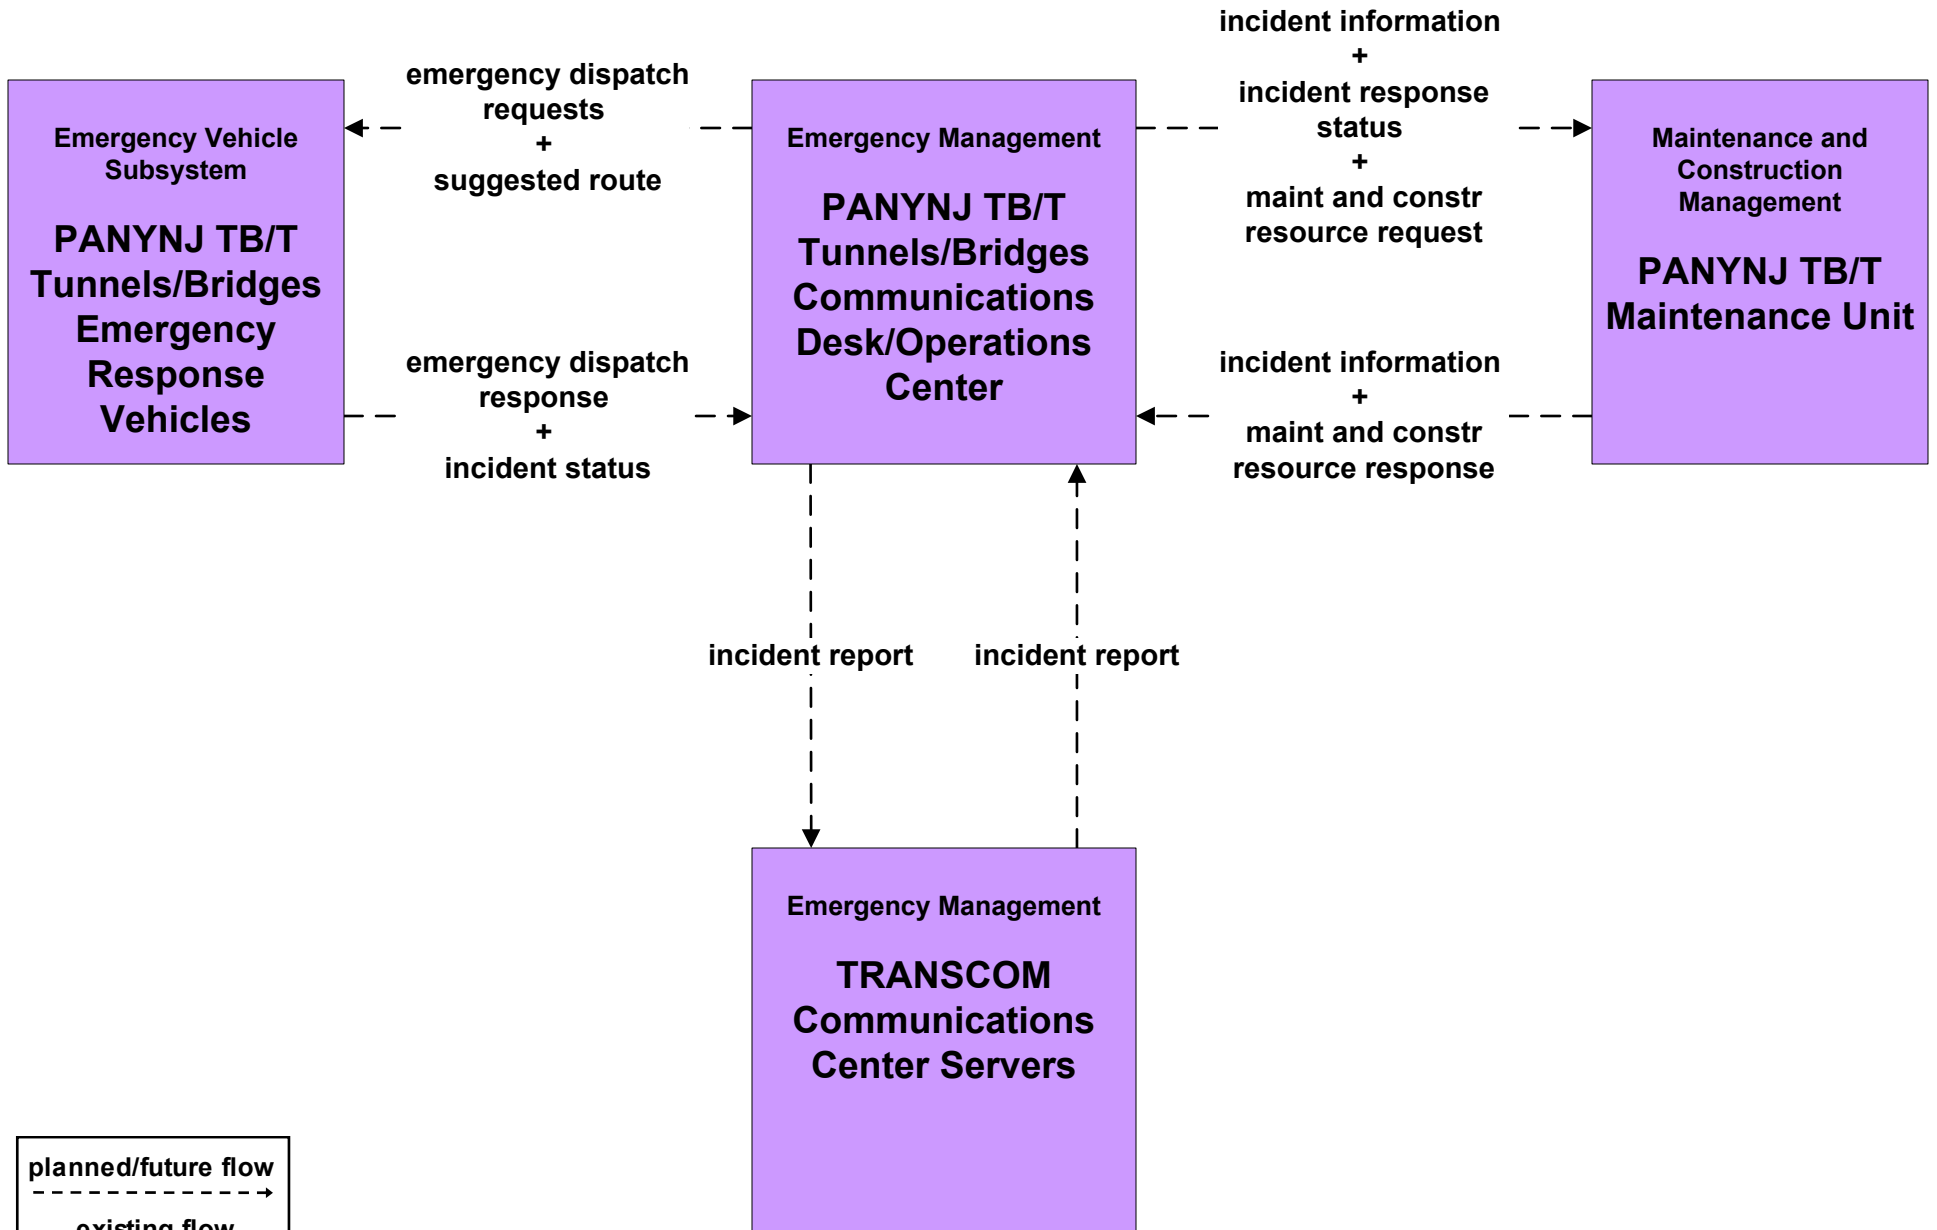 Emergency Vehicle
Subsystem
PANYNJ TB/T
Tunnels/Bridges
Emergency
Response
Vehicles
emergency dispatch
requests
+
suggested route
emergency dispatch
response
+
incident status
Emergency Management
PANYNJ TB/T
Tunnels/Bridges
Communications
Desk/Operations
Center
incident information
+
incident response
status
+
maint and constr
resource request
incident information
+
maint and constr
resource response
Maintenance and
Construction
Management
PANYNJ TB/T
Maintenance Unit
incident report
incident report
Emergency Management
TRANSCOM
Communications
Center Servers
planned/future flow
existing flow